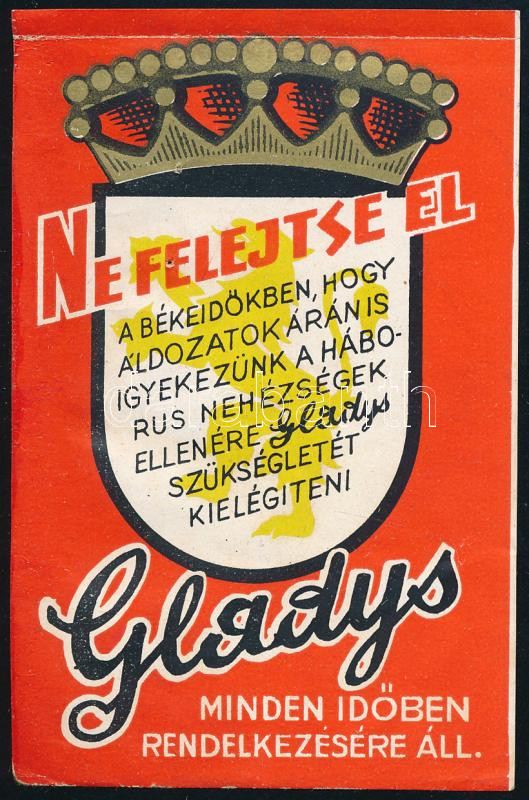 NE FELEJTSE EL
A BÉKEIDŐKBEN, HOGY
ÁLDOZATOK ÁRÁN IS
IGYEKEZÜNK A HÁBO-
RUS NEHÉZSÉGEK
ELLENÉRE Gladys
SZÜKSÉGLETÉT
KIELÉGITENI
Gladys
MINDEN IDŐBEN
RENDELKEZÉSÉRE ÁLL.